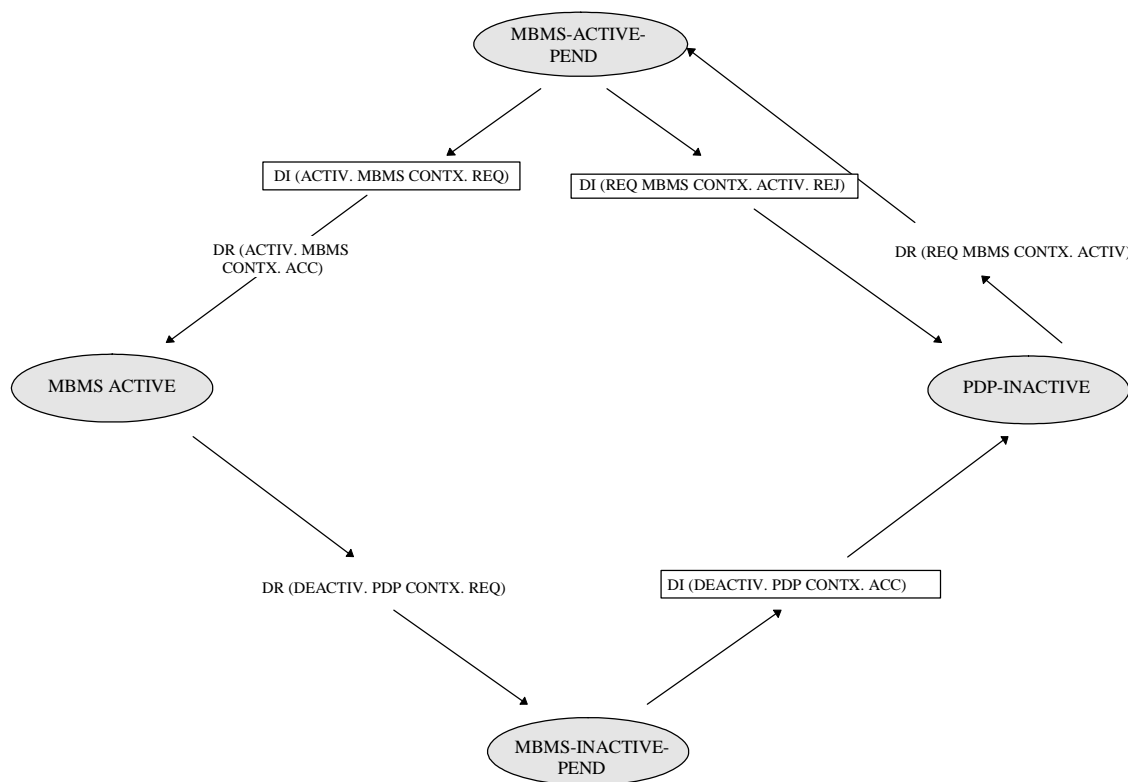 MBMS-ACTIVE-
PEND
DI (ACTIV. MBMS CONTX. REQ)
DI (REQ MBMS CONTX. ACTIV. REJ)
DR (ACTIV. MBMS
CONTX. ACC)
DR (REQ MBMS CONTX. ACTIV)
MBMS ACTIVE
PDP-INACTIVE
DR (DEACTIV. PDP CONTX. REQ)
DI (DEACTIV. PDP CONTX. ACC)
MBMS-INACTIVE-
PEND